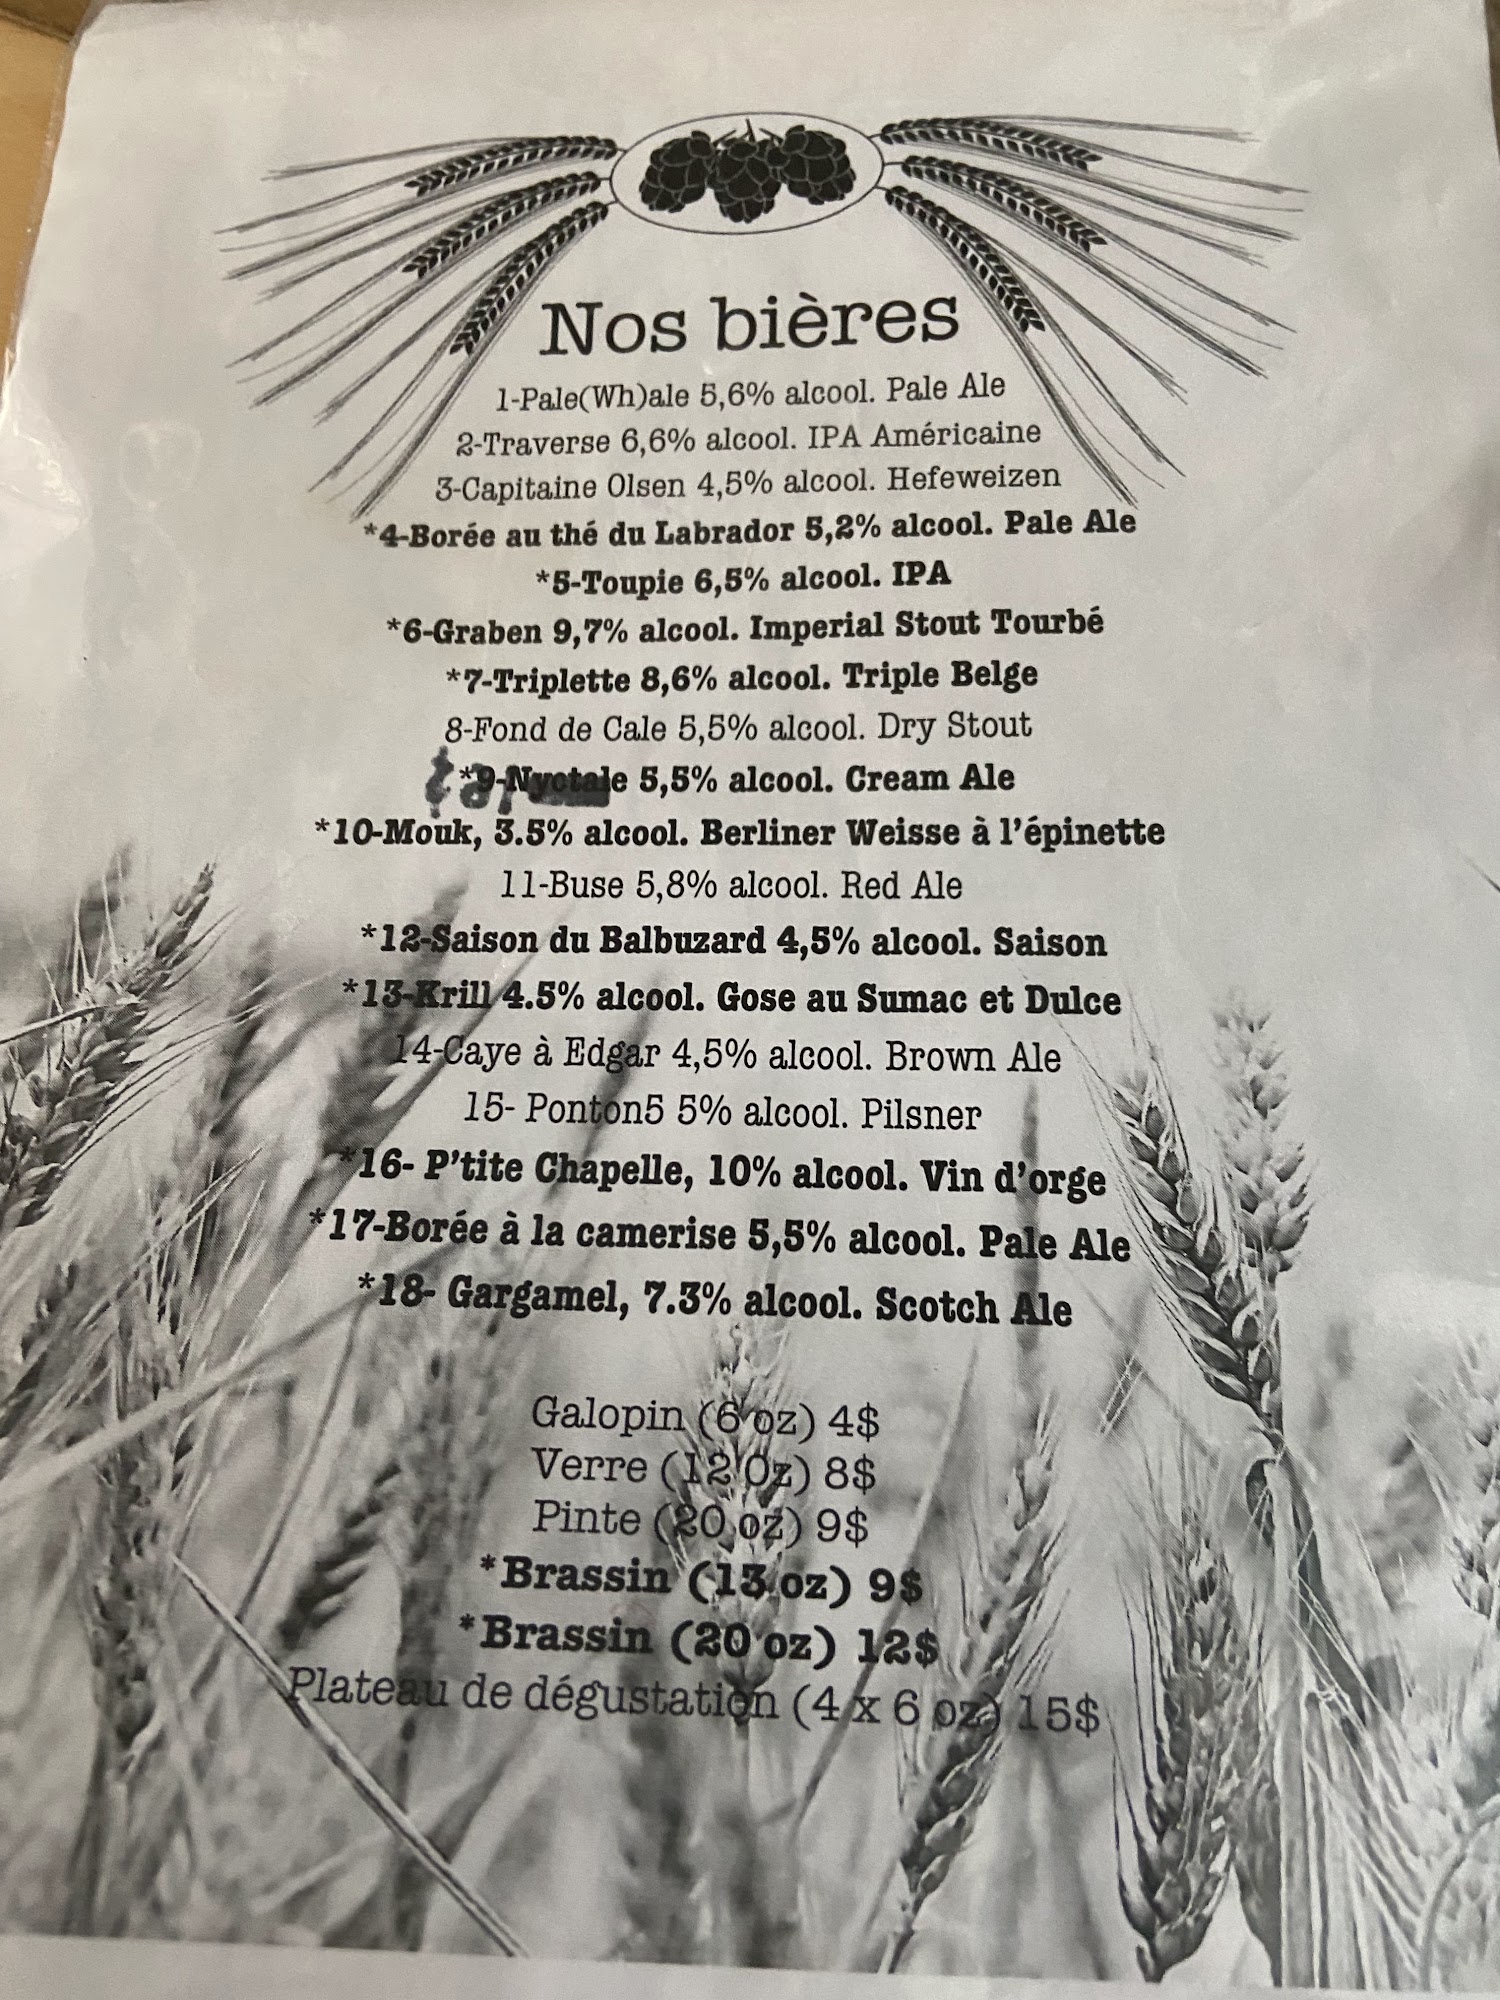 Nos bières
1-Pale(Wh)ale 5,6% alcool. Pale Ale
2-Traverse 6,6% alcool. IPA Américaine
3-Capitaine Olsen 4,5% alcool. Hefeweizen
*4-Borée au thé du Labrador 5,2% alcool. Pale Ale
*5-Toupie 6,5% alcool. IPA
*6-Graben 9,7% alcool. Imperial Stout Tourbé
*7-Triplette 8,6% alcool. Triple Belge
8-Fond de Cale 5,5% alcool. Dry Stout
*9-Nyctale 5,5% alcool. Cream Ale
*10-Mouk, 3.5% alcool. Berliner Weisse à l'épinette
11-Buse 5,8% alcool. Red Ale
*12-Saison du Balbuzard 4,5% alcool. Saison
*13-Krill 4.5% alcool. Gose au Sumac et Dulce
14-Caye à Edgar 4,5% alcool. Brown Ale
15- Ponton5 5% alcool. Pilsner
*16- P'tite Chapelle, 10% alcool. Vin d'orge
*17-Borée à la camerise 5,5% alcool. Pale Ale
*18- Gargamel, 7.3% alcool. Scotch Ale
Galopin (6 oz) 4$
Verre (12 Oz) 8$
Pinte (20 oz) 9$
*Brassin (13 oz) 9$
*Brassin (20 oz) 12$
Plateau de dégustation (4 x 6 oz) 15$